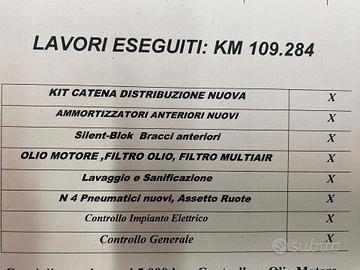 LAVORI ESEGUITI: KM 109.284
KIT CATENA DISTRIBUZIONE NUOVA X
AMMORTIZZATORI ANTERIORI NUOVI X
Silent-Blok Bracci anteriori X
OLIO MOTORE ,FILTRO OLIO, FILTRO MULTIAIR X
Lavaggio e Sanificazione X
N 4 Pneumatici nuovi, Assetto Ruote X
Controllo Impianto Elettrico X
Controllo Generale X
subito